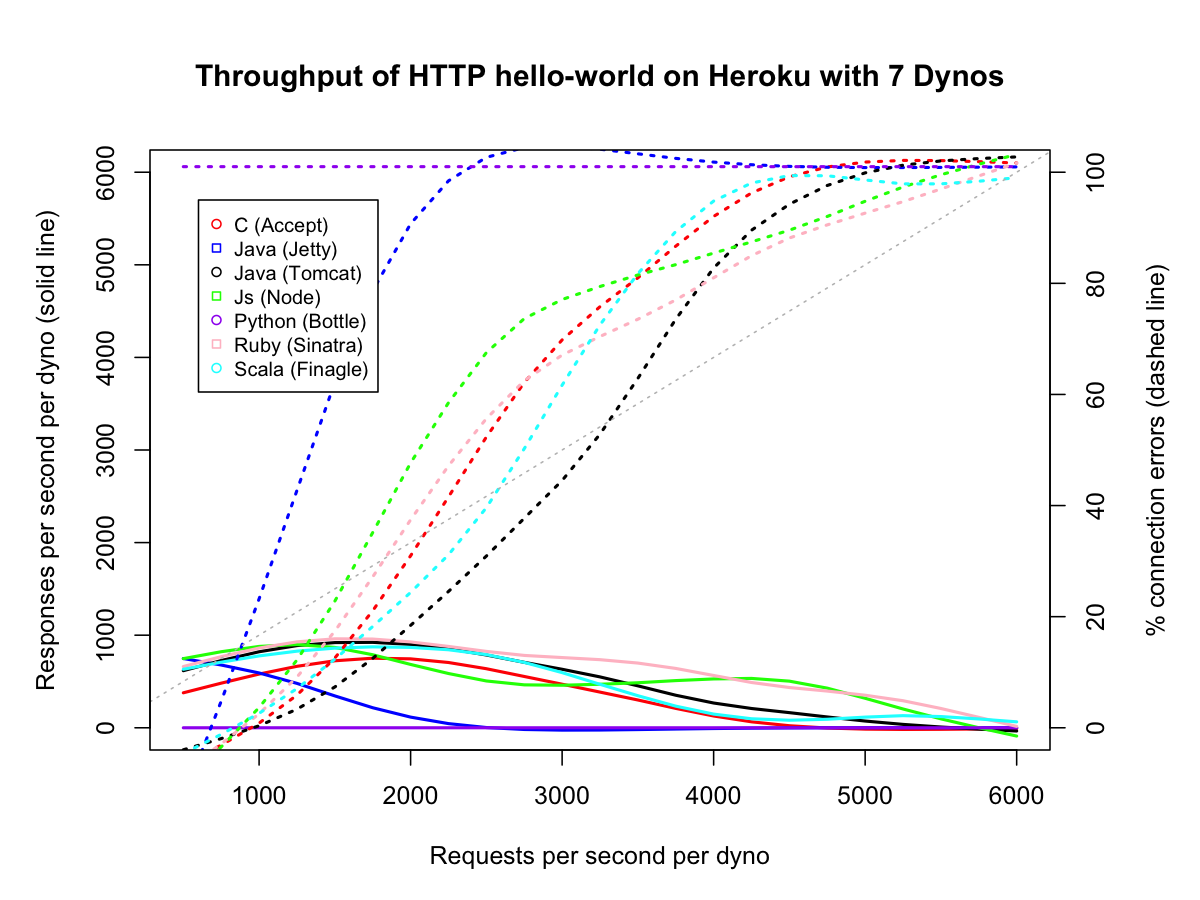 Throughput of HTTP hello-world on Heroku with 7 Dynos
Responses per second per dyno (solid line)
6000
5000
4000
3000
2000
1000
0
C (Accept)
Java (Jetty)
Java (Tomcat)
Js (Node)
Python (Bottle)
Ruby (Sinatra)
Scala (Finagle)
100
80
60
40
20
0
% connection errors (dashed line)
1000 2000 3000 4000 5000 6000
Requests per second per dyno